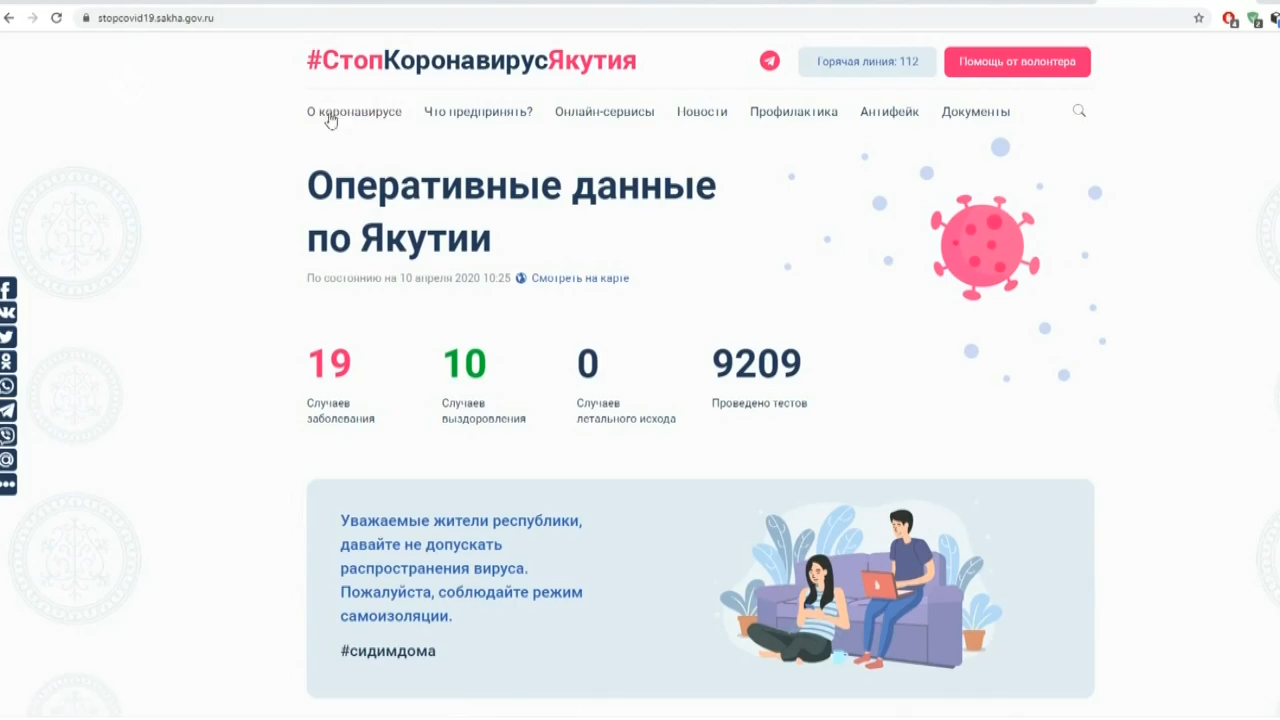 stopcovid19.sakha.gov.ru
#СтопКоронавирусЯкутия
Горячая линия: 112
Помощь от волонтера
О коронавирусе
Что предпринять?
Онлайн-сервисы
Новости
Профилактика
Антифейк
Документы
Оперативные данные
по Якутии
По состоянию на 10 апреля 2020 10:25
Смотреть на карте
19
Случаев
заболевания
10
Случаев
выздоровления
0
Случаев
летального исхода
9209
Проведено тестов
Уважаемые жители республики,
давайте не допускать
распространения вируса.
Пожалуйста, соблюдайте режим
самоизоляции.
#сидимдома